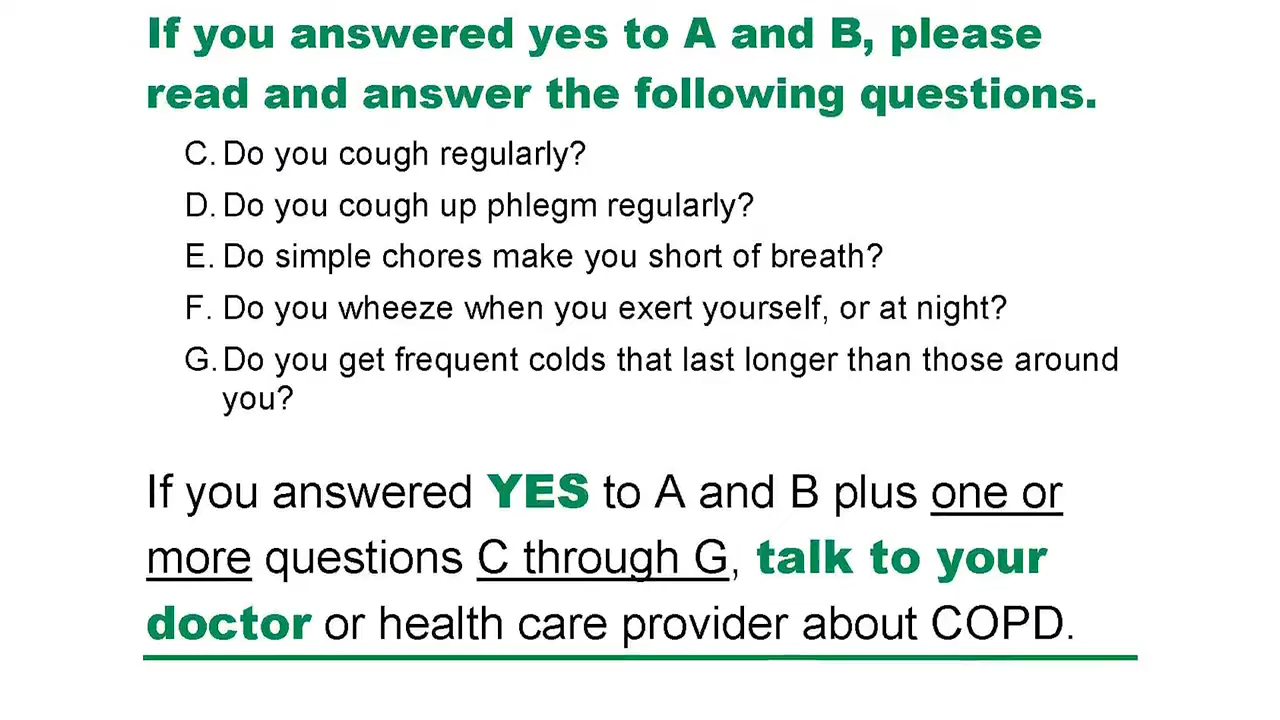 If you answered yes to A and B, please
read and answer the following questions.
C. Do you cough regularly?
D. Do you cough up phlegm regularly?
E. Do simple chores make you short of breath?
F. Do you wheeze when you exert yourself, or at night?
G. Do you get frequent colds that last longer than those around
you?
If you answered YES to A and B plus one or
more questions C through G, talk to your
doctor or health care provider about COPD.